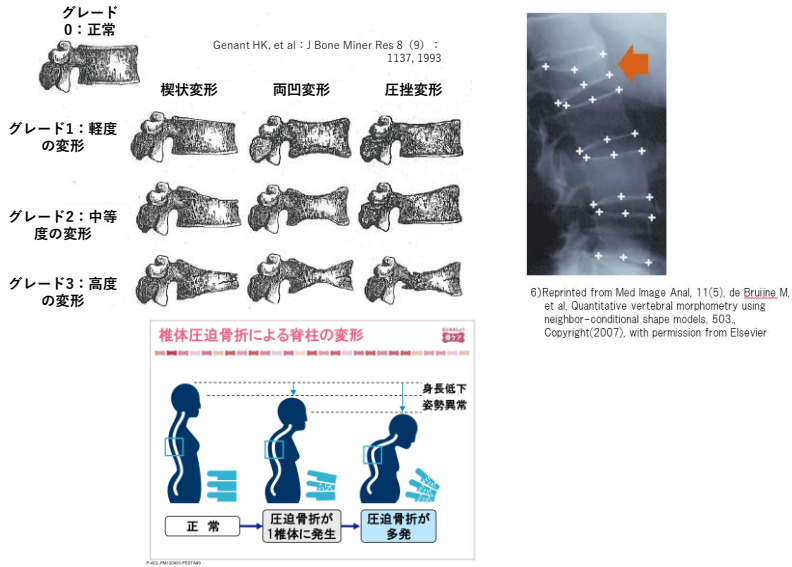 グレード
0：正常
Genant HK, et al：J Bone Miner Res 8（9）：
1137, 1993
楔状変形
両凹変形
圧挫変形
グレード1：軽度
の変形
グレード2：中等
度の変形
グレード3：高度
の変形
6)Reprinted from Med Image Anal, 11(5), de Bruijne M,
et al, Quantitative vertebral morphometry using
neighbor-conditional shape models, 503.,
Copyright(2007), with permission from Elsevier
椎体圧迫骨折による脊柱の変形
骨ケア
身長低下
姿勢異常
正 常
圧迫骨折が
1椎体に発生
圧迫骨折が
多発